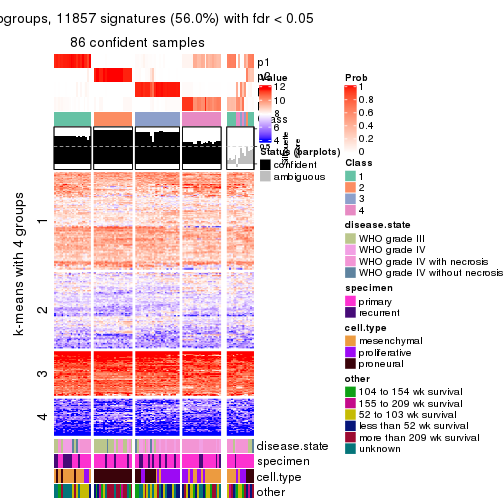 ogroups, 11857 signatures (56.0%) with fdr < 0.05
86 confident samples
p1
value
12
10
8
6
4
Prob
1
0.8
0.6
0.4
0.2
0
Silhouette
score
Status (barplots)
confident
ambiguous
Class
1
2
3
4
disease.state
WHO grade III
WHO grade IV
WHO grade IV with necrosis
WHO grade IV without necrosis
specimen
primary
recurrent
cell.type
mesenchymal
proliferative
proneural
other
104 to 154 wk survival
155 to 209 wk survival
52 to 103 wk survival
less than 52 wk survival
more than 209 wk survival
unknown
k-means with 4 groups
1
2
3
4
disease.state
specimen
cell.type
other